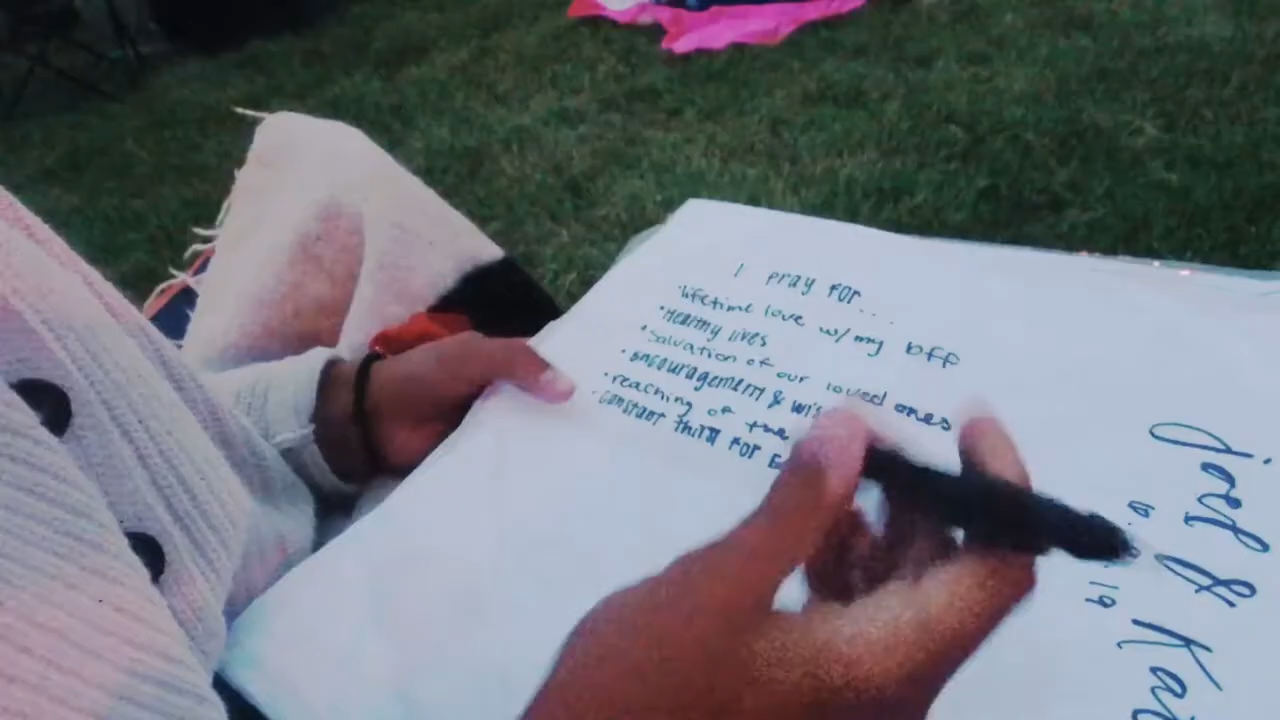 I pray for...
·lifetime love w/ my bff
·Healthy lives
·Salvation of our loved ones
·encouragement &
·reaching of the
·constant thirst for
Joel &
19